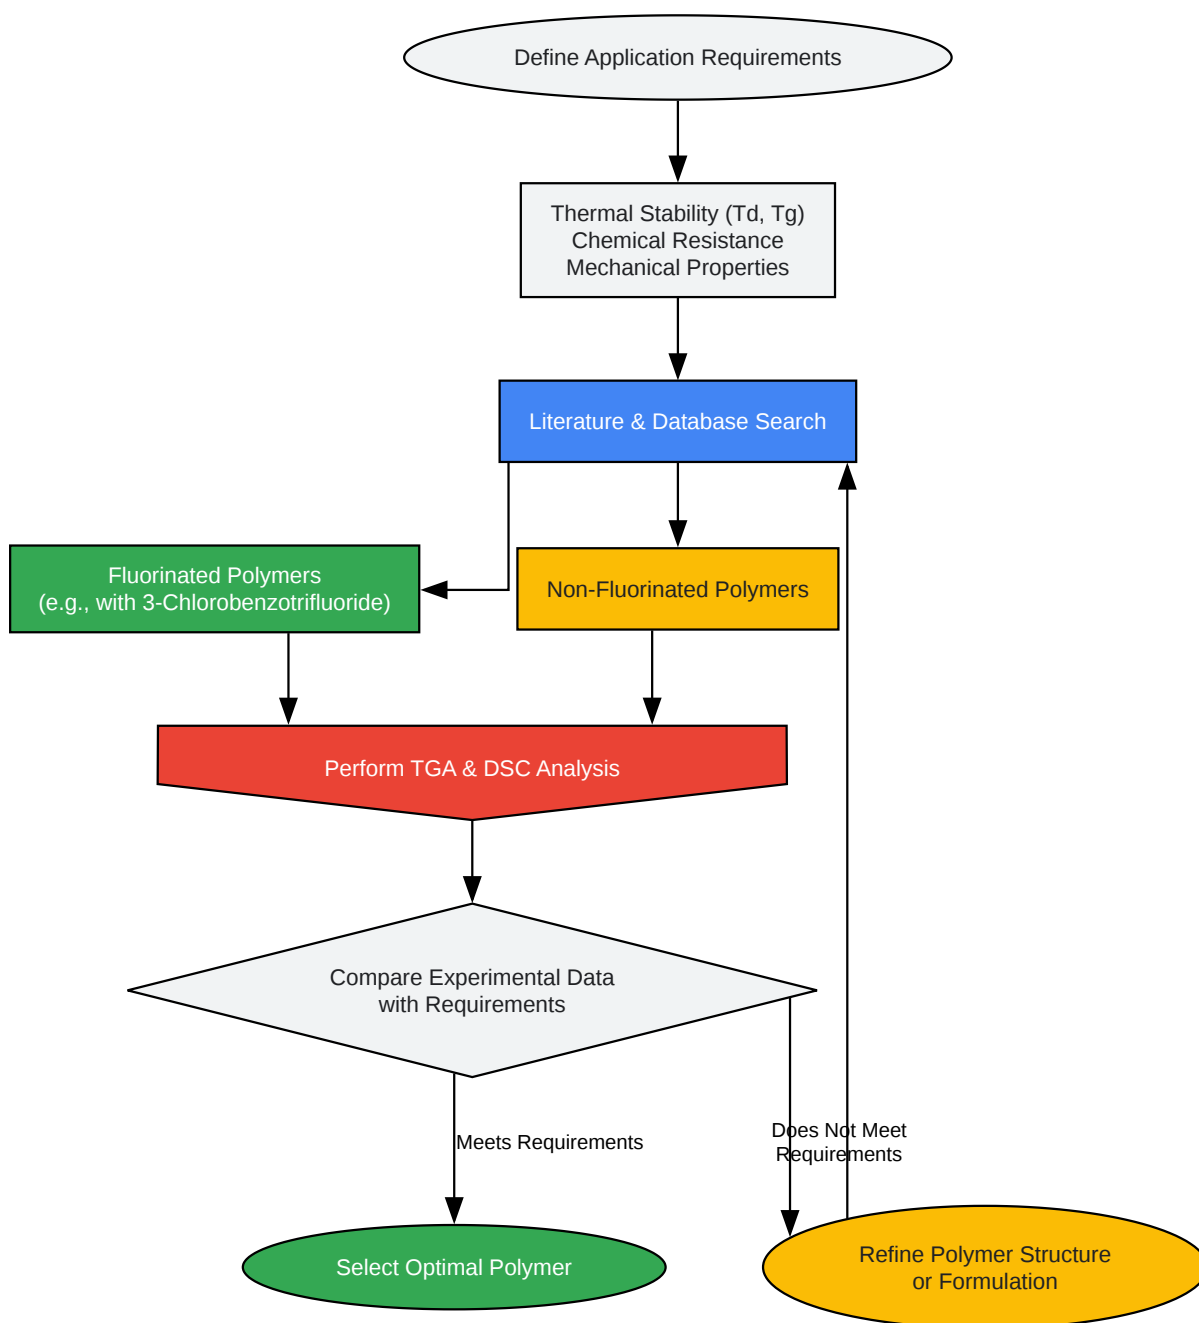 Define Application Requirements
Thermal Stability (Td, Tg)
Chemical Resistance
Mechanical Properties
Literature & Database Search
Fluorinated Polymers
(e.g., with 3-Chlorobenzotrifluoride)
Non-Fluorinated Polymers
Perform TGA & DSC Analysis
Compare Experimental Data
with Requirements
Meets Requirements
Does Not Meet
Requirements
Select Optimal Polymer
Refine Polymer Structure
or Formulation